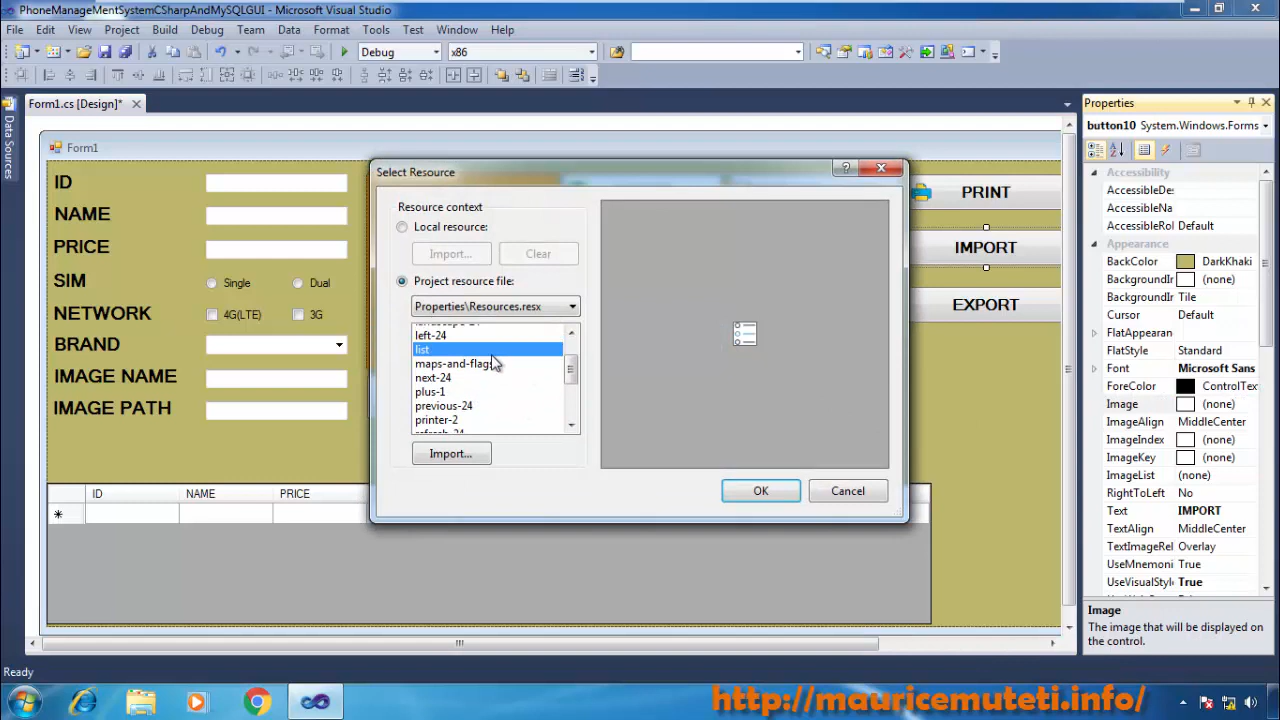 PhoneManageMentSystemCSharpAndMySQLGUI - Microsoft Visual Studio
File Edit View Project Build Debug Team Data Format Tools Test Window Help
Debug x86
Form1.cs [Design]*
Data Sources
Form1
ID
NAME
PRICE
SIM Single Dual
NETWORK 4G(LTE) 3G
BRAND
IMAGE NAME
IMAGE PATH
ID NAME PRICE
PRINT
IMPORT
EXPORT
Select Resource
Resource context
Local resource:
Import... Clear
Project resource file:
Properties\Resources.resx
left-24
list
maps-and-flags
next-24
plus-1
previous-24
printer-2
refresh-24
Import...
OK Cancel
Properties
button10 System.Windows.Forms
Accessibility
AccessibleDes
AccessibleNa
AccessibleRol Default
Appearance
BackColor DarkKhaki
BackgroundIr (none)
BackgroundIr Tile
Cursor Default
FlatAppearan
FlatStyle Standard
Font Microsoft Sans
ForeColor ControlTex
Image (none)
ImageAlign MiddleCenter
ImageIndex (none)
ImageKey (none)
ImageList (none)
RightToLeft No
Text IMPORT
TextAlign MiddleCenter
TextImageRel Overlay
UseMnemoni True
UseVisualStyle True
Image
The image that will be displayed on
the control.
Ready
http://mauricemuteti.info/